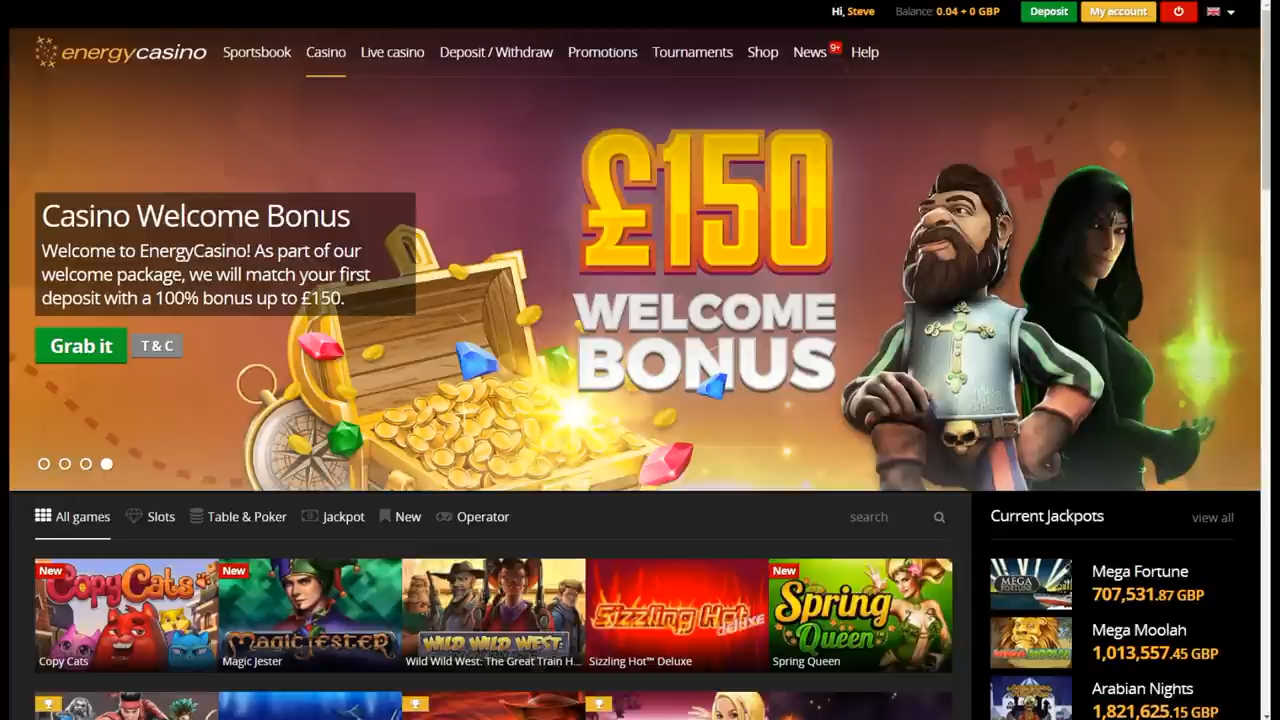 Hi, Steve
Balance: 0.04 + 0 GBP
Deposit
My account
energycasino
Sportsbook
Casino
Live casino
Deposit / Withdraw
Promotions
Tournaments
Shop
News
9+
Help
£150
WELCOME
BONUS
Casino Welcome Bonus
Welcome to EnergyCasino! As part of our
welcome package, we will match your first
deposit with a 100% bonus up to £150.
Grab it
T & C
All games
Slots
Table & Poker
Jackpot
New
Operator
search
Current Jackpots
view all
New
CopyCats
Copy Cats
New
MAGIC JESTER
Magic Jester
WILD WILD WEST:
Wild Wild West: The Great Train H...
Sizzling Hot
deluxe
Sizzling Hot™ Deluxe
New
Spring
Queen
Spring Queen
MEGA
FORTUNE
Mega Fortune
707,531.87 GBP
MEGA MOOLAH
Mega Moolah
1,013,557.45 GBP
Arabian Nights
1,821,625.15 GBP